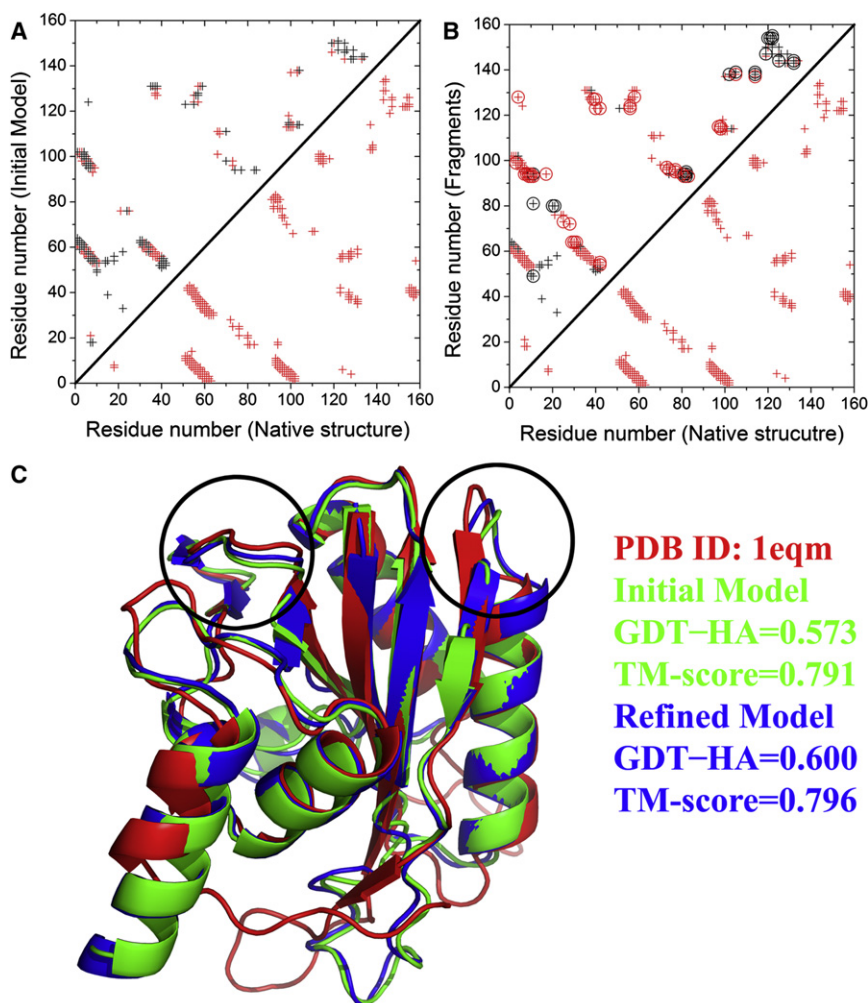 A
Residue number (Initial Model)
160
140
120
100
80
60
40
20
0
0 20 40 60 80 100 120 140 160
Residue number (Native structure)
B
Residue number (Fragments)
160
140
120
100
80
60
40
20
0
0 20 40 60 80 100 120 140 160
Residue number (Native strucutre)
C
PDB ID: 1eqm
Initial Model
GDT−HA=0.573
TM-score=0.791
Refined Model
GDT−HA=0.600
TM-score=0.796